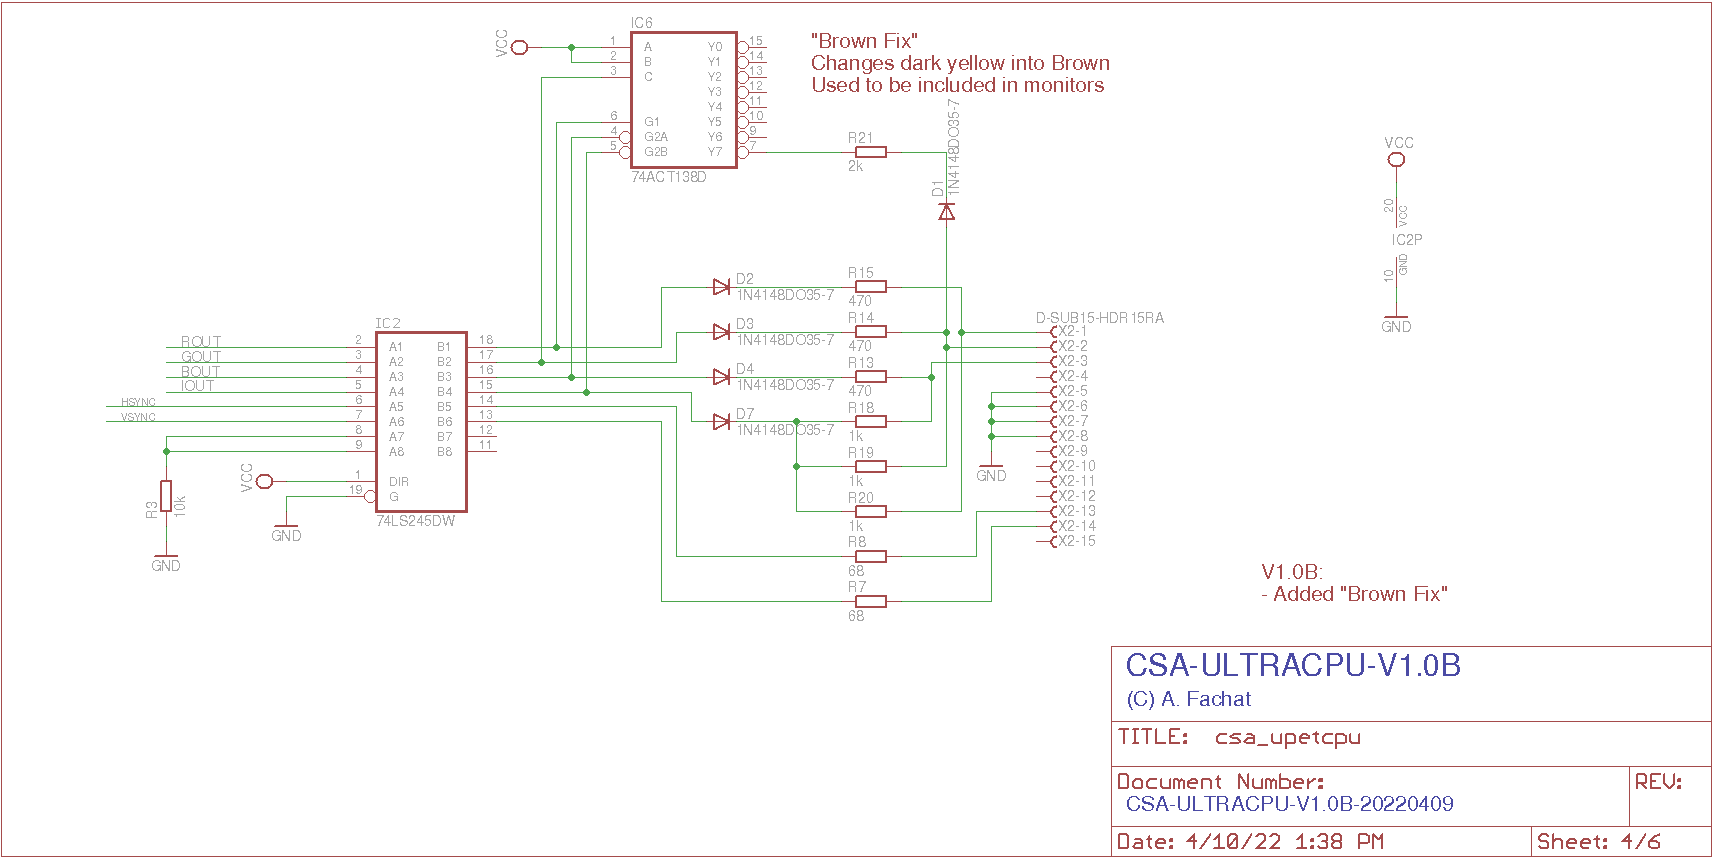 IC6
VCC
1 A Y0 15
2 B Y1 14
3 C Y2 13
Y3 12
Y4 11
6 G1 Y5 10
4 G2A Y6 9
5 G2B Y7 7
74ACT138D
"Brown Fix"
Changes dark yellow into Brown
Used to be included in monitors
R21
2k
D1
1N4148DO35-7
VCC
20
VCC
IC2P
10
GND
GND
D2
1N4148DO35-7
R15
470
D3
1N4148DO35-7
R14
470
D4
1N4148DO35-7
R13
470
D7
1N4148DO35-7
R18
1k
R19
1k
R20
1k
R8
68
R7
68
D-SUB15-HDR15RA
X2-1
X2-2
X2-3
X2-4
X2-5
X2-6
X2-7
X2-8
X2-9
X2-10
X2-11
X2-12
X2-13
X2-14
X2-15
GND
IC2
ROUT 2 A1 B1 18
GOUT 3 A2 B2 17
BOUT 4 A3 B3 16
IOUT 5 A4 B4 15
HSYNC 6 A5 B5 14
VSYNC 7 A6 B6 13
8 A7 B7 12
9 A8 B8 11
VCC 1 DIR
19 G
74LS245DW
GND
R3
10k
GND
V1.0B:
- Added "Brown Fix"
CSA-ULTRACPU-V1.0B
(C) A. Fachat
TITLE: csa_upetcpu
Document Number:
REV:
CSA-ULTRACPU-V1.0B-20220409
Date: 4/10/22 1:38 PM
Sheet: 4/6